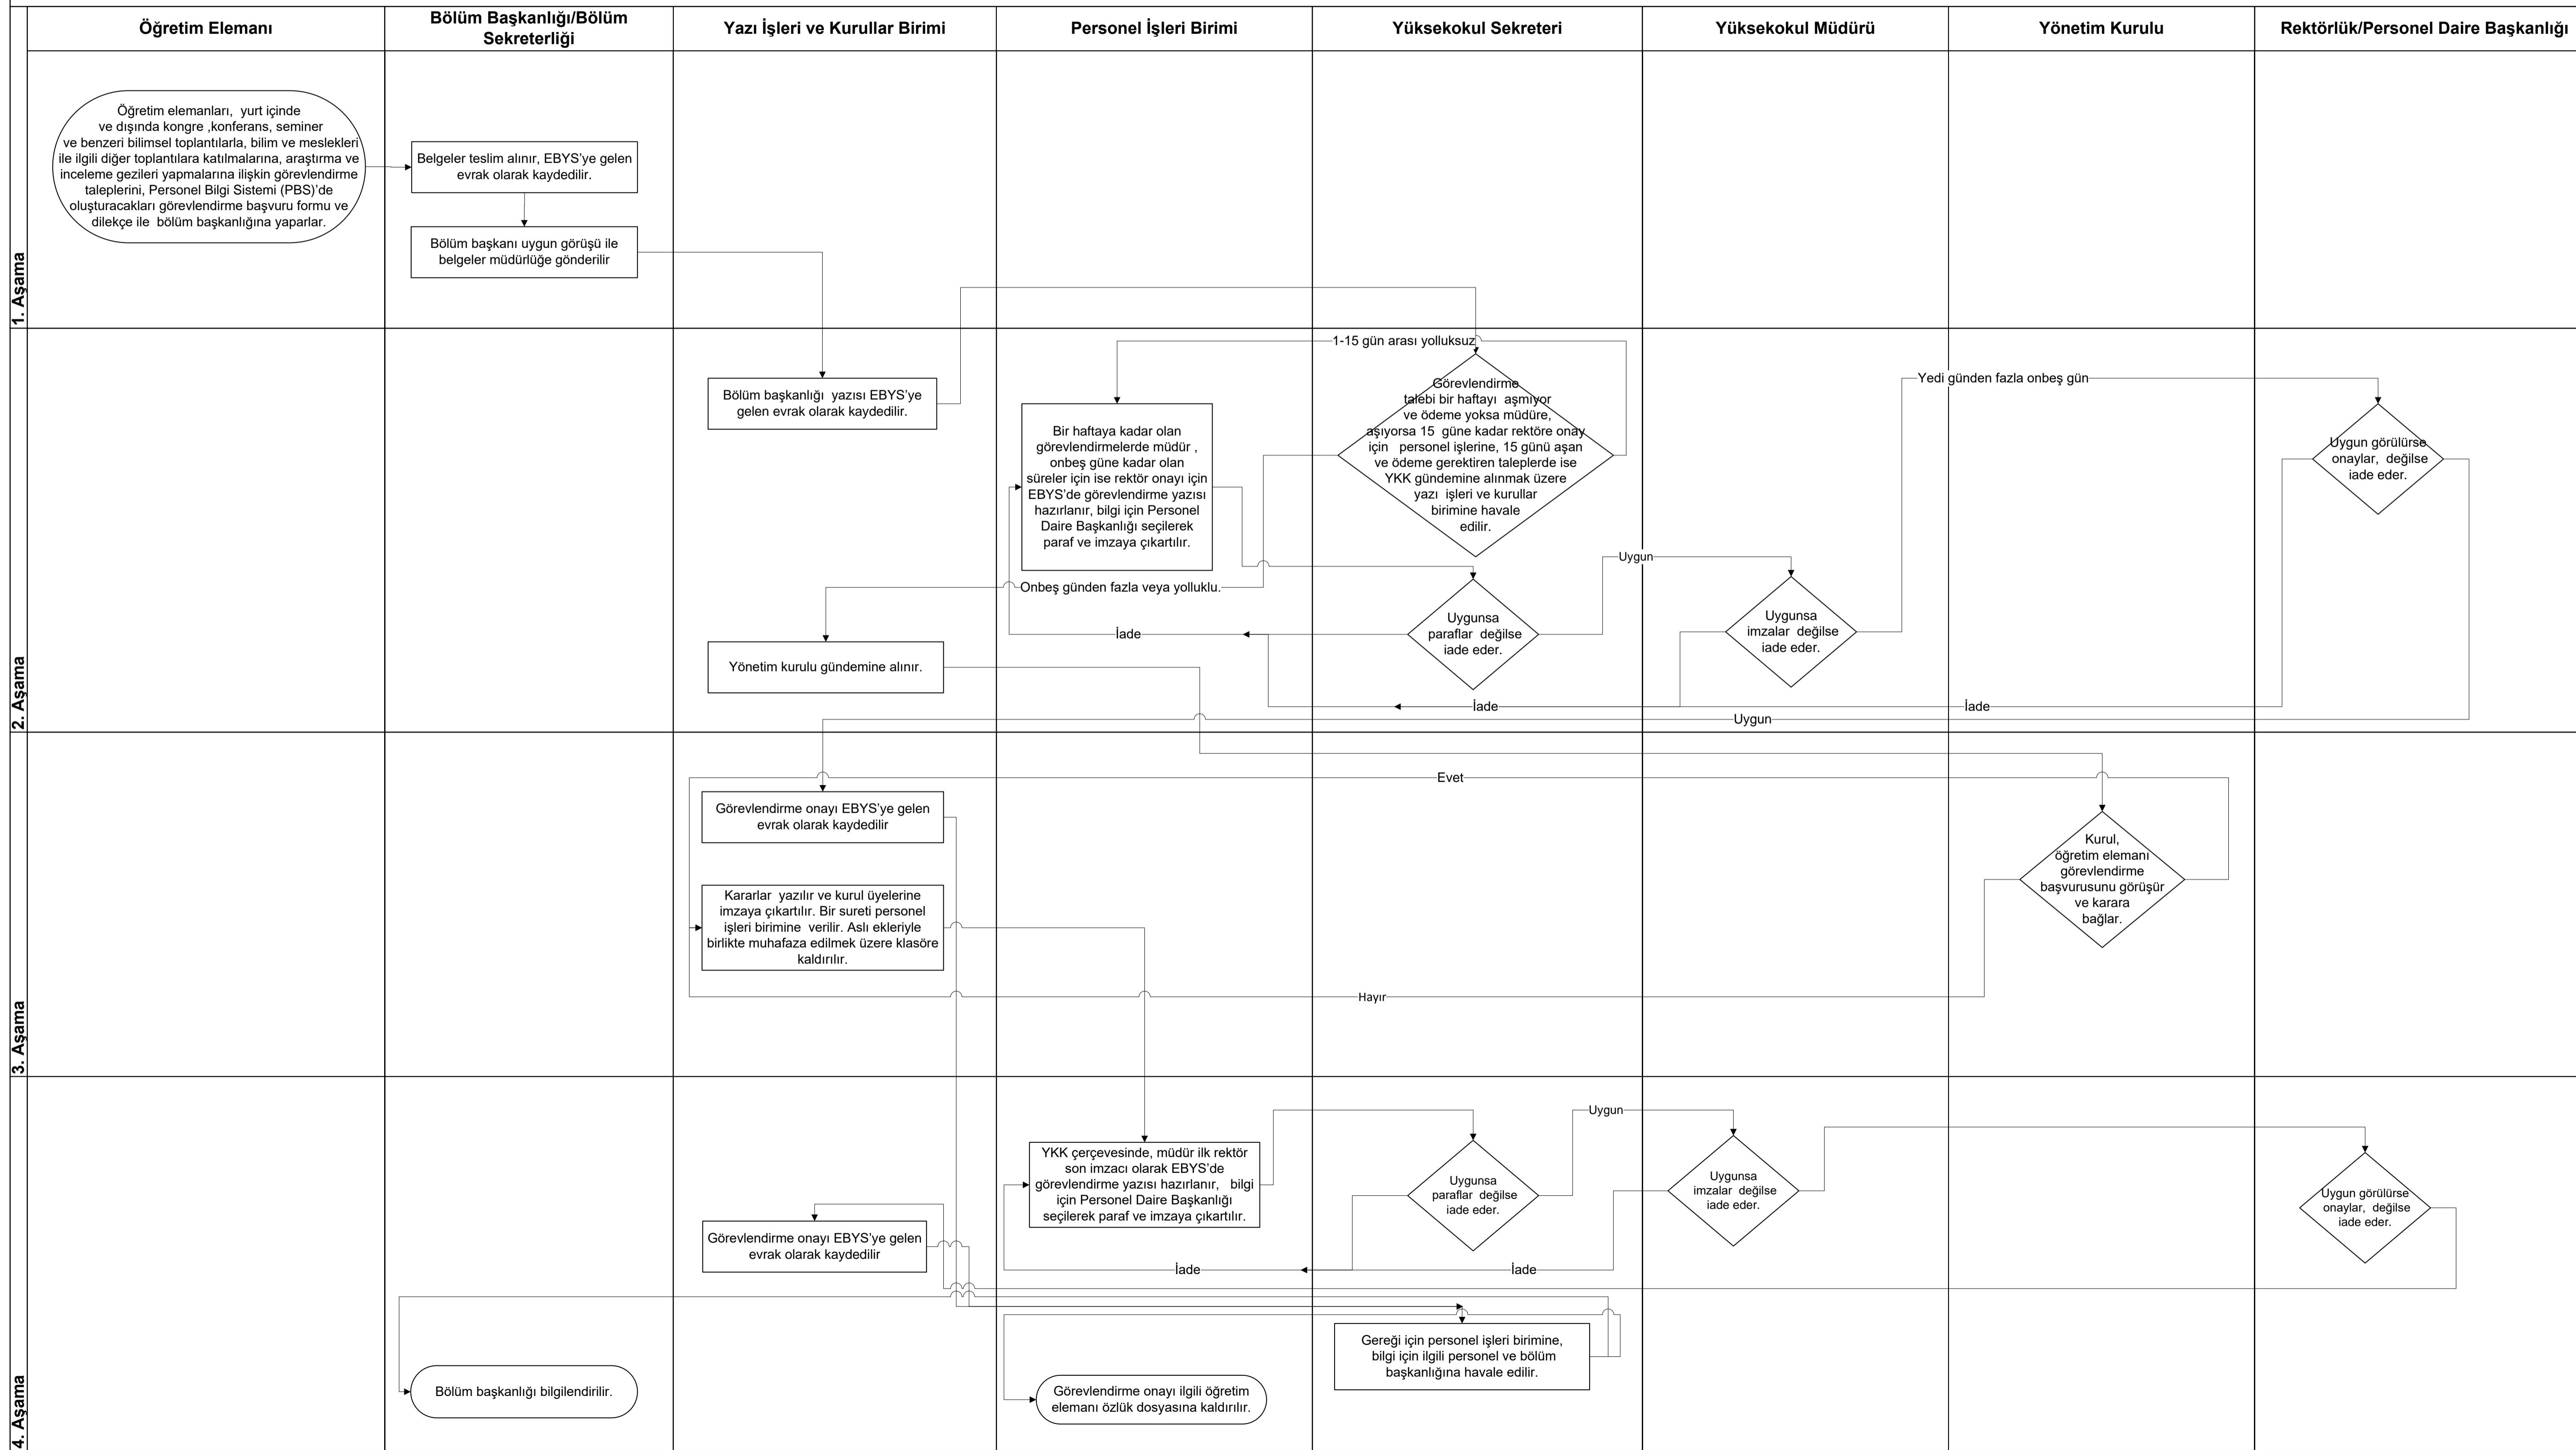 Öğretim Elemanı
Bölüm Başkanlığı/Bölüm
Sekreterliği
Yazı İşleri ve Kurullar Birimi
Personel İşleri Birimi
Yüksekokul Sekreteri
Yüksekokul Müdürü
Yönetim Kurulu
Rektörlük/Personel Daire Başkanlığı
1. Aşama
Öğretim elemanları,  yurt içinde
ve dışında kongre ,konferans, seminer
ve benzeri bilimsel toplantılarla, bilim ve meslekleri
ile ilgili diğer toplantılara katılmalarına, araştırma ve
inceleme gezileri yapmalarına ilişkin görevlendirme
taleplerini, Personel Bilgi Sistemi (PBS)’de
oluşturacakları görevlendirme başvuru formu ve
dilekçe ile  bölüm başkanlığına yaparlar.
Belgeler teslim alınır, EBYS’ye gelen
evrak olarak kaydedilir.
Bölüm başkanı uygun görüşü ile
belgeler müdürlüğe gönderilir
2. Aşama
Bölüm başkanlığı  yazısı EBYS’ye
gelen evrak olarak kaydedilir.
1-15 gün arası yolluksuz
Bir haftaya kadar olan
görevlendirmelerde müdür ,
onbeş güne kadar olan
süreler için ise rektör onayı için
EBYS’de görevlendirme yazısı
hazırlanır, bilgi için Personel
Daire Başkanlığı seçilerek
paraf ve imzaya çıkartılır.
Görevlendirme
talebi bir haftayı  aşmıyor
ve ödeme yoksa müdüre,
aşıyorsa 15  güne kadar rektöre onay
için   personel işlerine, 15 günü aşan
ve ödeme gerektiren taleplerde ise
YKK gündemine alınmak üzere
yazı  işleri ve kurullar
birimine havale
edilir.
Yedi günden fazla onbeş gün
Uygun görülürse
onaylar,  değilse
iade eder.
Uygun
Onbeş günden fazla veya yolluklu.
Uygunsa
paraflar  değilse
iade eder.
Uygunsa
imzalar  değilse
iade eder.
İade
Yönetim kurulu gündemine alınır.
İade
İade
Uygun
3. Aşama
Evet
Görevlendirme onayı EBYS’ye gelen
evrak olarak kaydedilir
Kurul,
öğretim elemanı
görevlendirme
başvurusunu görüşür
ve karara
bağlar.
Kararlar  yazılır ve kurul üyelerine
imzaya çıkartılır. Bir sureti personel
işleri birimine  verilir. Aslı ekleriyle
birlikte muhafaza edilmek üzere klasöre
kaldırılır.
Hayır
4. Aşama
Uygun
YKK çerçevesinde, müdür ilk rektör
son imzacı olarak EBYS’de
görevlendirme yazısı hazırlanır,   bilgi
için Personel Daire Başkanlığı
seçilerek paraf ve imzaya çıkartılır.
Uygunsa
paraflar  değilse
iade eder.
Uygunsa
imzalar  değilse
iade eder.
Uygun görülürse
onaylar,  değilse
iade eder.
Görevlendirme onayı EBYS’ye gelen
evrak olarak kaydedilir
İade
İade
Gereği için personel işleri birimine,
bilgi için ilgili personel ve bölüm
başkanlığına havale edilir.
Bölüm başkanlığı bilgilendirilir.
Görevlendirme onayı ilgili öğretim
elemanı özlük dosyasına kaldırılır.